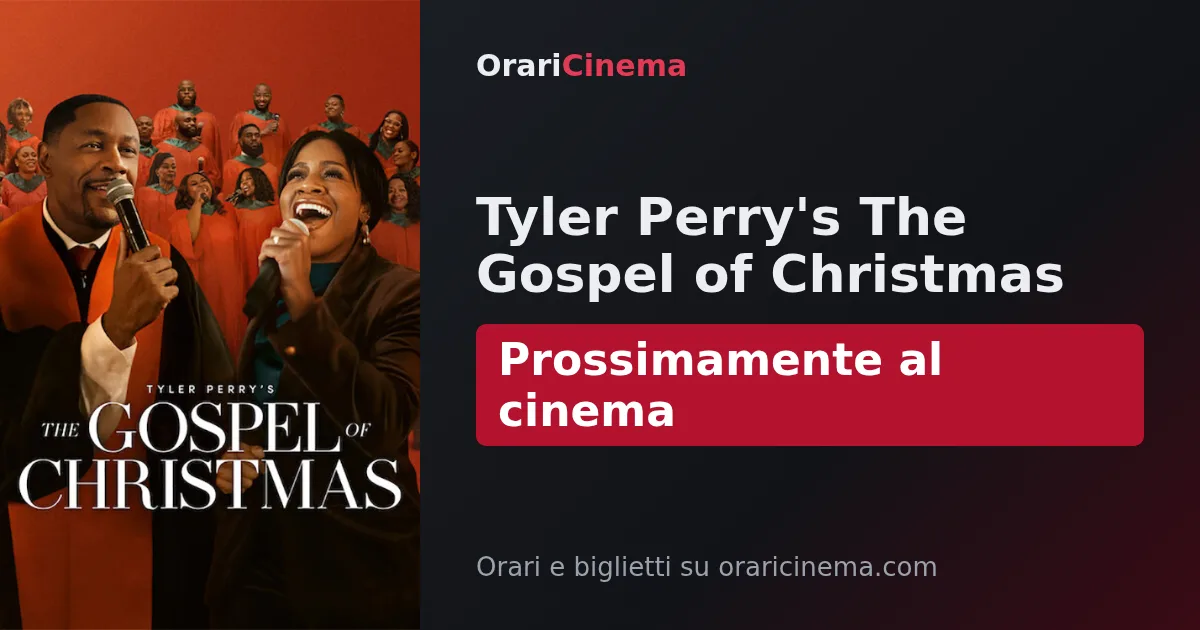 TYLER PERRY'S
THE GOSPEL OF
CHRISTMAS
OrariCinema
Tyler Perry's The
Gospel of Christmas
Prossimamente al
cinema
Orari e biglietti su oraricinema.com